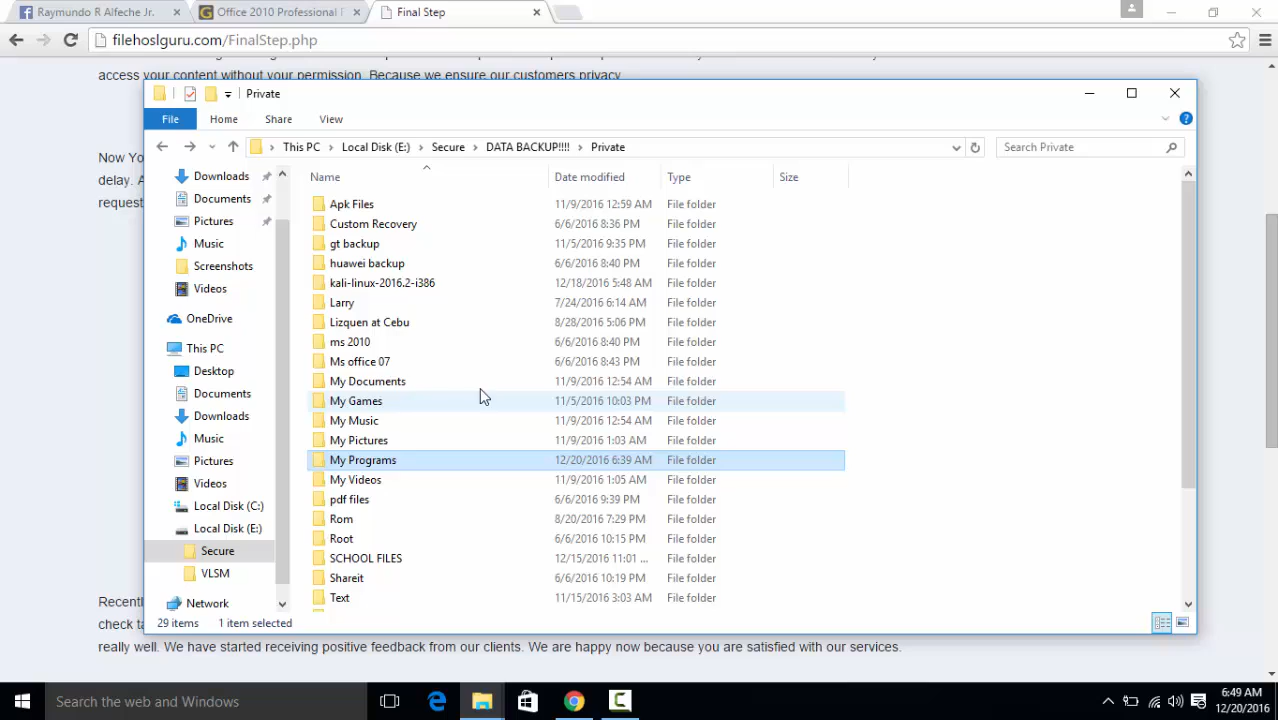 Raymundo R Alfeche Jr.
Office 2010 Professional
Final Step
filehoslguru.com/FinalStep.php
access your content without your permission. Because we ensure our customers privacy
Private
File Home Share View
This PC Local Disk (E:) Secure DATA BACKUP!!!! Private
Search Private
Now Yo
delay. A
request
Downloads
Documents
Pictures
Music
Screenshots
Videos
OneDrive
This PC
Desktop
Documents
Downloads
Music
Pictures
Videos
Local Disk (C:)
Local Disk (E:)
Secure
VLSM
Network
Name Date modified Type Size
Apk Files 11/9/2016 12:59 AM File folder
Custom Recovery 6/6/2016 8:36 PM File folder
gt backup 11/5/2016 9:35 PM File folder
huawei backup 6/6/2016 8:40 PM File folder
kali-linux-2016.2-i386 12/18/2016 5:48 AM File folder
Larry 7/24/2016 6:14 AM File folder
Lizquen at Cebu 8/28/2016 5:06 PM File folder
ms 2010 6/6/2016 8:40 PM File folder
Ms office 07 6/6/2016 8:43 PM File folder
My Documents 11/9/2016 12:54 AM File folder
My Games 11/5/2016 10:03 PM File folder
My Music 11/9/2016 12:54 AM File folder
My Pictures 11/9/2016 1:03 AM File folder
My Programs 12/20/2016 6:39 AM File folder
My Videos 11/9/2016 1:05 AM File folder
pdf files 6/6/2016 9:39 PM File folder
Rom 8/20/2016 7:29 PM File folder
Root 6/6/2016 10:15 PM File folder
SCHOOL FILES 12/15/2016 11:01 ... File folder
Shareit 6/6/2016 10:19 PM File folder
Text 11/15/2016 3:03 AM File folder
29 items 1 item selected
Recentl
check ta
really well. We have started receiving positive feedback from our clients. We are happy now because you are satisfied with our services.
Search the web and Windows
6:49 AM
12/20/2016